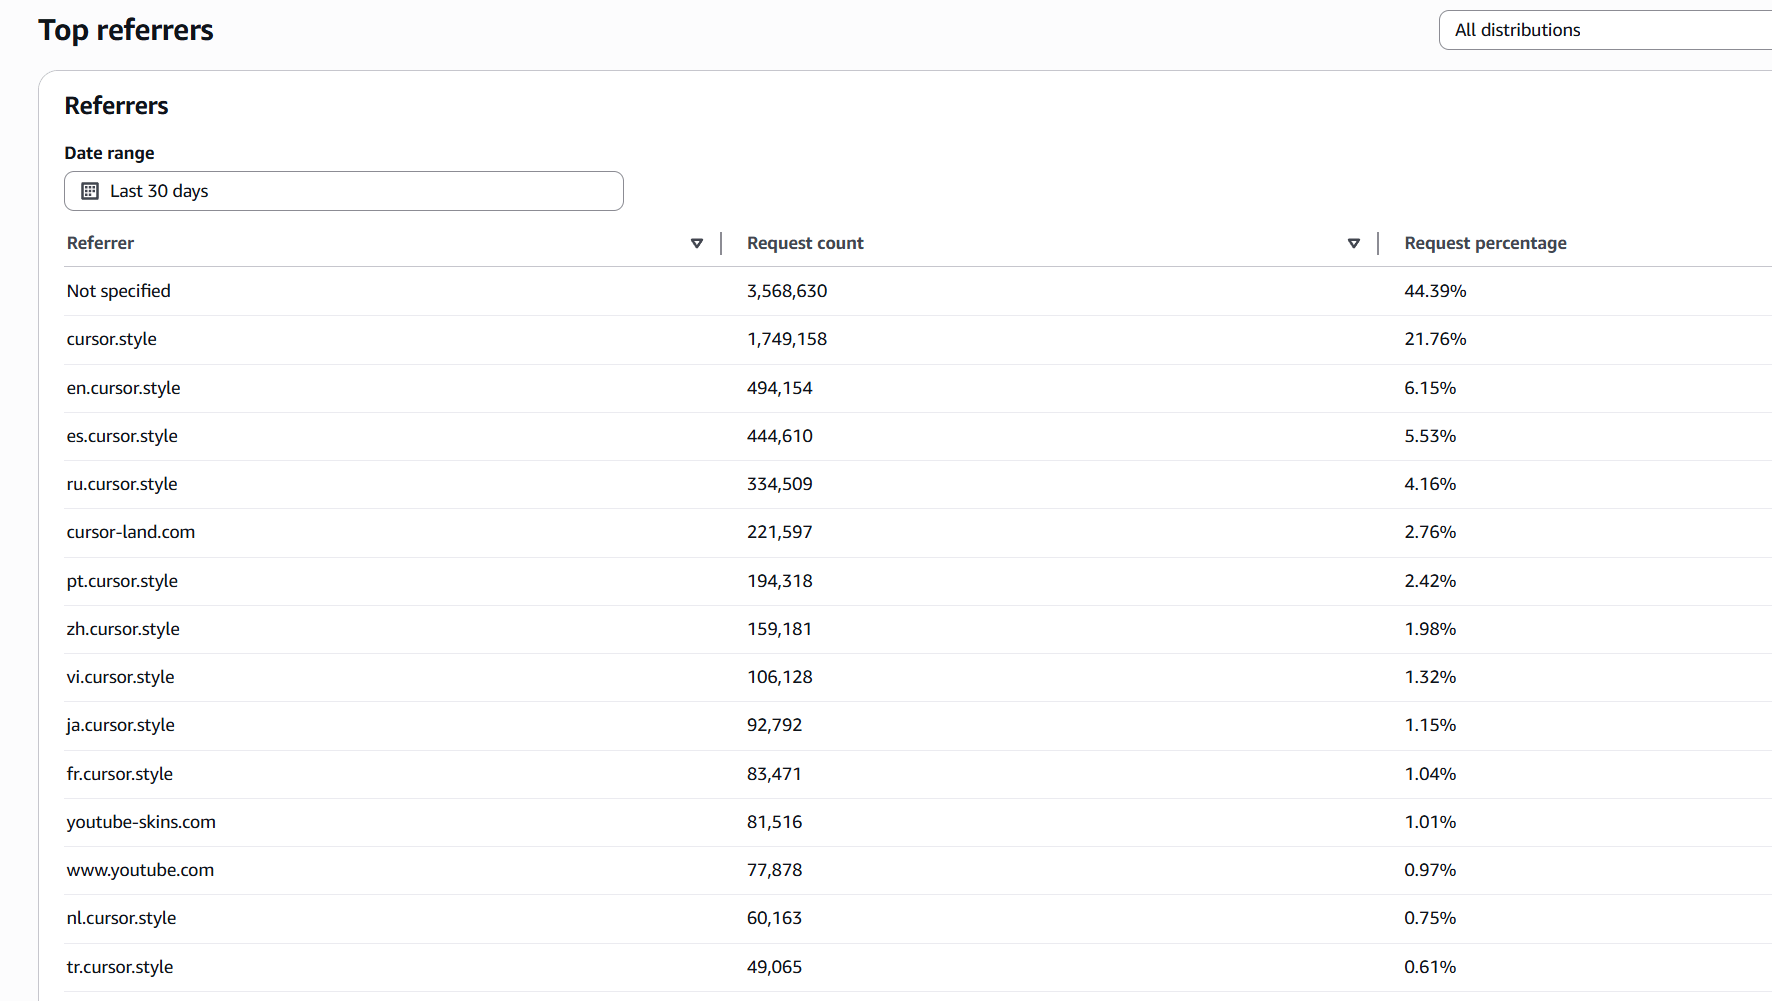 Top referrers
All distributions
Referrers
Date range
Last 30 days
Referrer Request count Request percentage
Not specified 3,568,630 44.39%
cursor.style 1,749,158 21.76%
en.cursor.style 494,154 6.15%
es.cursor.style 444,610 5.53%
ru.cursor.style 334,509 4.16%
cursor-land.com 221,597 2.76%
pt.cursor.style 194,318 2.42%
zh.cursor.style 159,181 1.98%
vi.cursor.style 106,128 1.32%
ja.cursor.style 92,792 1.15%
fr.cursor.style 83,471 1.04%
youtube-skins.com 81,516 1.01%
www.youtube.com 77,878 0.97%
nl.cursor.style 60,163 0.75%
tr.cursor.style 49,065 0.61%